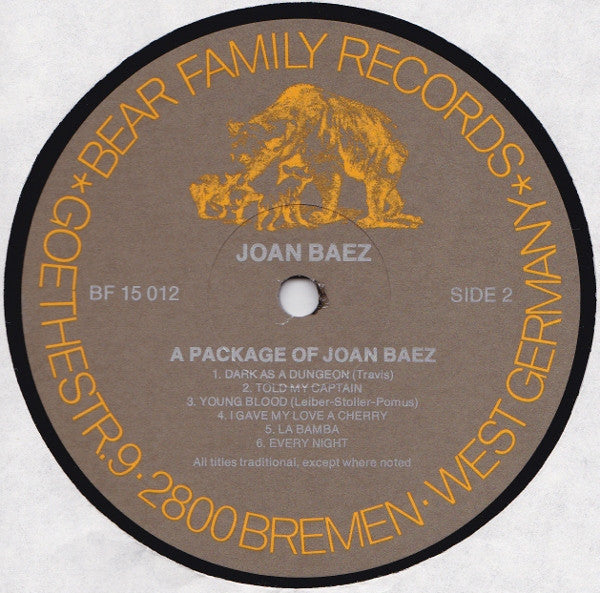 *BEAR FAMILY RECORDS*
GOETHESTR.9·2800 BREMEN·WEST GERMANY
JOAN BAEZ
BF 15 012
SIDE 2
A PACKAGE OF JOAN BAEZ
1. DARK AS A DUNGEON (Travis)
2. TOLD MY CAPTAIN
3. YOUNG BLOOD (Leiber-Stoller-Pomus)
4. I GAVE MY LOVE A CHERRY
5. LA BAMBA
6. EVERY NIGHT
All titles traditional, except where noted